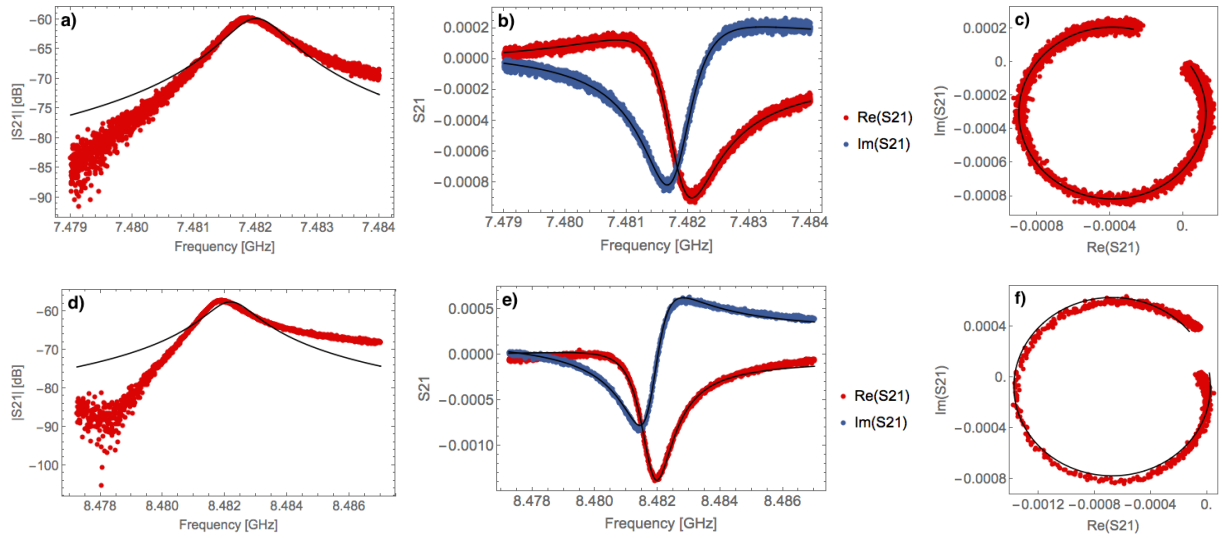 a)
|S21| [dB]
−60
−65
−70
−75
−80
−85
−90
7.479 7.480 7.481 7.482 7.483 7.484
Frequency [GHz]
b)
S21
0.0002
0.0000
−0.0002
−0.0004
−0.0006
−0.0008
7.479 7.480 7.481 7.482 7.483 7.484
Frequency [GHz]
Re(S21)
Im(S21)
c)
Im(S21)
0.0002
0.
−0.0002
−0.0004
−0.0006
−0.0008
−0.0008 −0.0004 0.
Re(S21)
d)
|S21| [dB]
−60
−70
−80
−90
−100
8.478 8.480 8.482 8.484 8.486
Frequency [GHz]
e)
S21
0.0005
0.0000
−0.0005
−0.0010
8.478 8.480 8.482 8.484 8.486
Frequency [GHz]
Re(S21)
Im(S21)
f)
Im(S21)
0.0004
0.
−0.0004
−0.0008
−0.0012 −0.0008 −0.0004 0.
Re(S21)